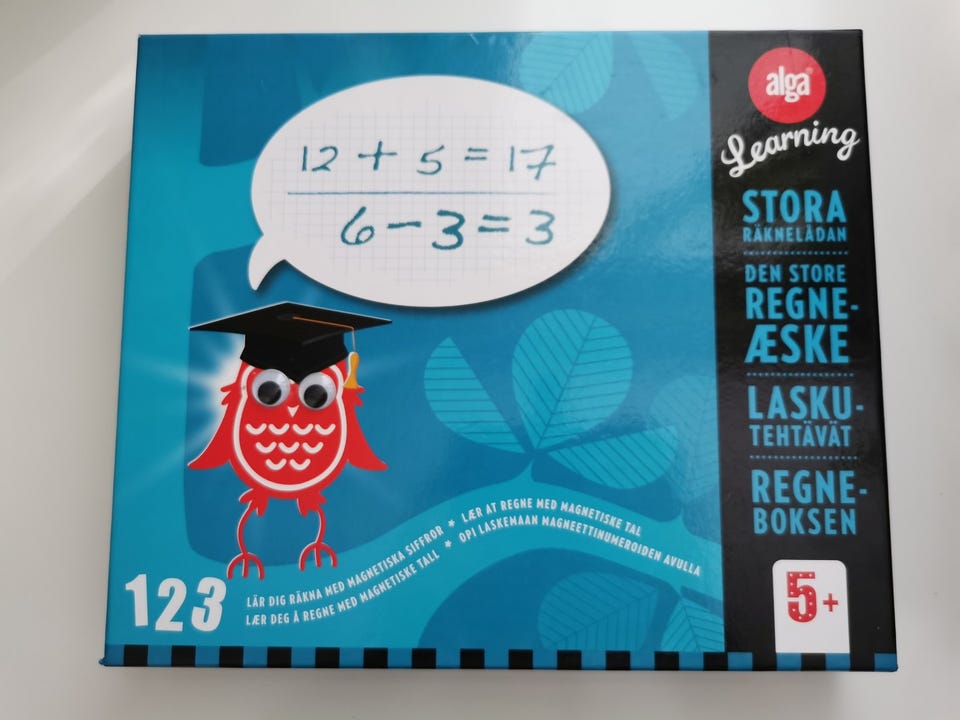 12 + 5 = 17
6 - 3 = 3
alga
Learning
STORA
RÄKNELÅDAN
DEN STORE
REGNE-
ÆSKE
LASKU-
TEHTÄVÄT
REGNE-
BOKSEN
5+
123
LÄR DIG RÄKNA MED MAGNETISKA SIFFROR * LÆR AT REGNE MED MAGNETISKE TAL
LÆR DEG Å REGNE MED MAGNETISKE TALL * OPI LASKEMAAN MAGNEETTINUMEROIDEN AVULLA